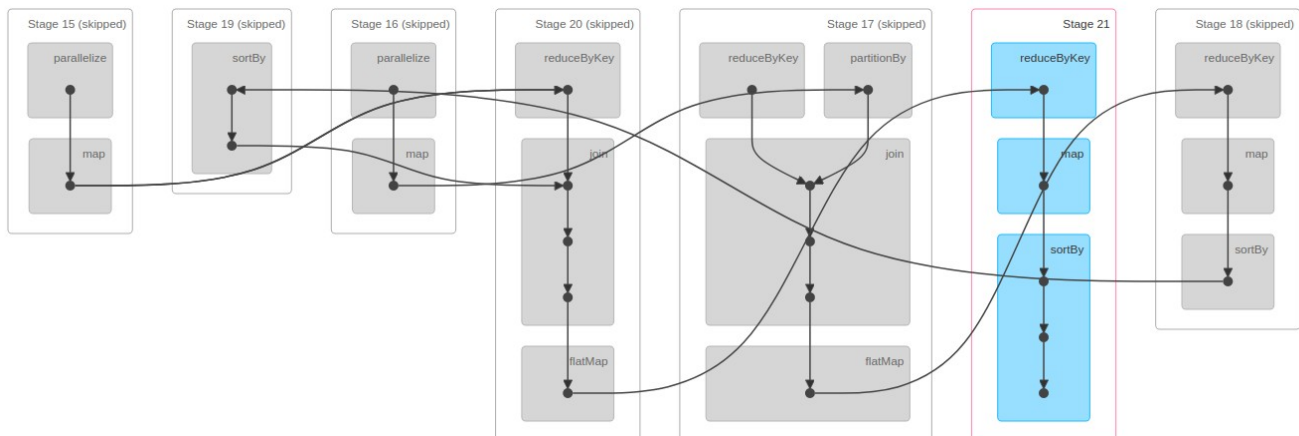 Stage 15 (skipped)
parallelize
map
Stage 19 (skipped)
sortBy
Stage 16 (skipped)
parallelize
map
Stage 20 (skipped)
reduceByKey
join
flatMap
Stage 17 (skipped)
reduceByKey
partitionBy
join
flatMap
Stage 21
reduceByKey
map
sortBy
Stage 18 (skipped)
reduceByKey
map
sortBy